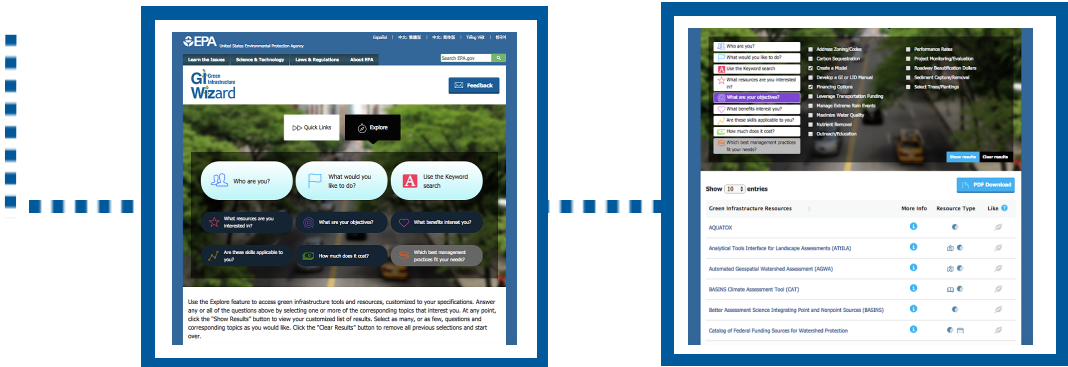 Español | 中文: 繁體版 | 中文: 简体版 | Tiếng Việt | 한국어
EPA United States Environmental Protection Agency
Learn the Issues Science & Technology Laws & Regulations About EPA Search EPA.gov
Green
GI Infrastructure
Wizard
Feedback
Quick Links Explore
Who are you? What would you like to do? Use the Keyword search
What resources are you interested in? What are your objectives? What benefits interest you?
Are these skills applicable to you? How much does it cost? Which best management practices fit your needs?
Use the Explore feature to access green infrastructure tools and resources, customized to your specifications. Answer
any or all of the questions above by selecting one or more of the corresponding topics that interest you. At any point,
click the "Show Results" button to view your customized list of results. Select as many, or as few, questions and
corresponding topics as you would like. Click the "Clear Results" button to remove all previous selections and start
over.
Who are you?
What would you like to do?
Use the Keyword search
What resources are you interested
in?
What are your objectives?
What benefits interest you?
Are these skills applicable to you?
How much does it cost?
Which best management practices
fit your needs?
Address Zoning/Codes
Carbon Sequestration
Create a Model
Develop a GI or LID Manual
Financing Options
Leverage Transportation Funding
Manage Extreme Rain Events
Maximize Water Quality
Nutrient Removal
Outreach/Education
Performance Rates
Project Monitoring/Evaluation
Roadway Beautification Dollars
Sediment Capture/Removal
Select Trees/Plantings
Show results Clear results
Show 10 entries PDF Download
Green Infrastructure Resources More Info Resource Type Like
AQUATOX
Analytical Tools Interface for Landscape Assessments (ATtILA)
Automated Geospatial Watershed Assessment (AGWA)
BASINS Climate Assessment Tool (CAT)
Better Assessment Science Integrating Point and Nonpoint Sources (BASINS)
Catalog of Federal Funding Sources for Watershed Protection